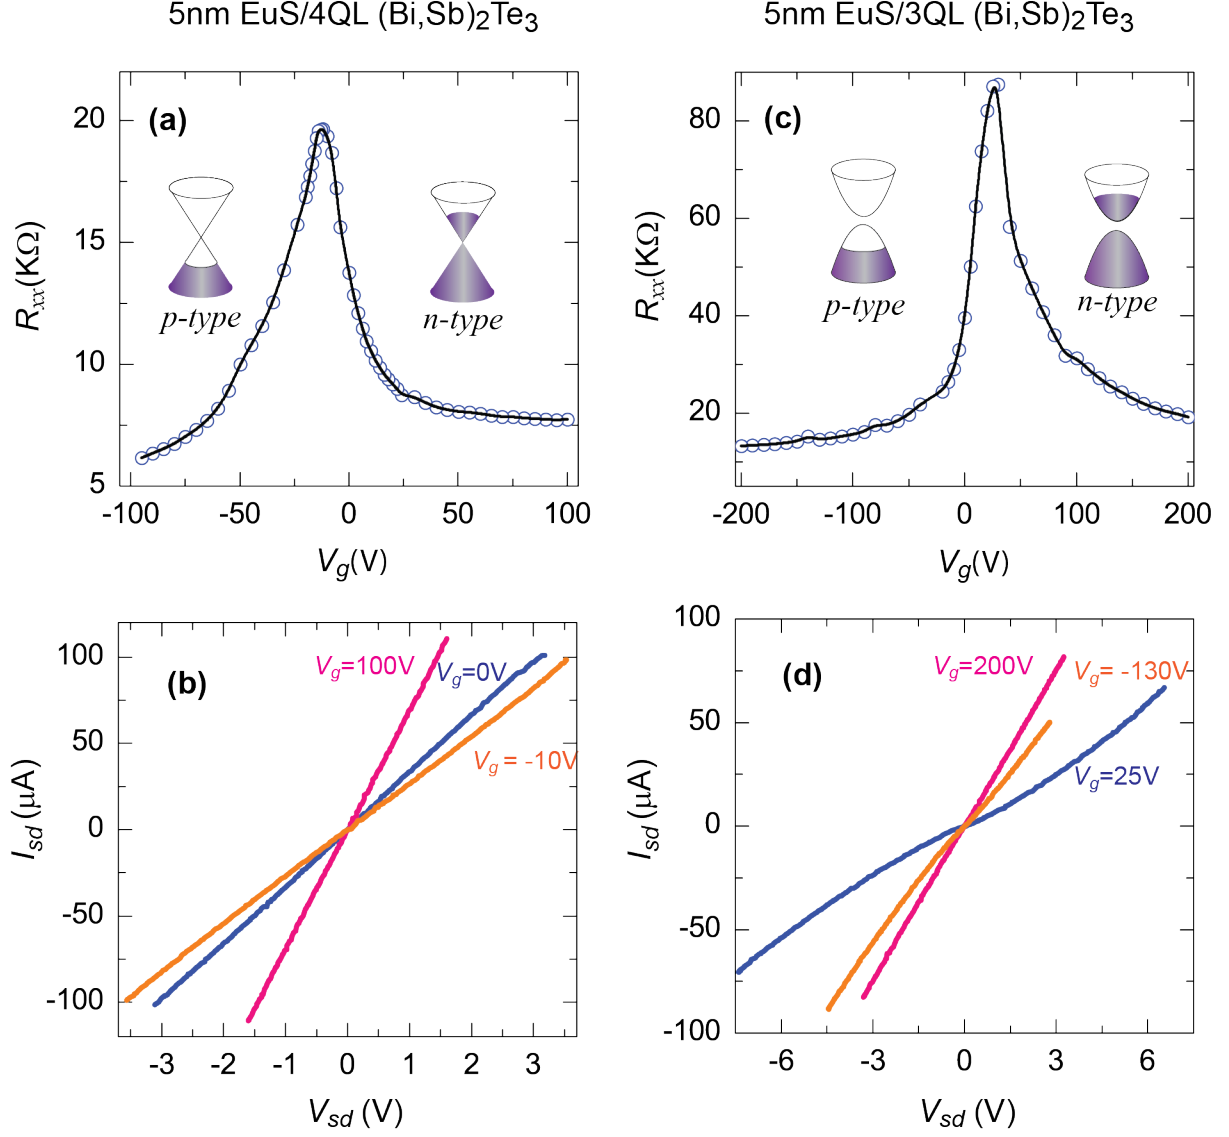 5nm EuS/4QL (Bi,Sb)2Te3
5nm EuS/3QL (Bi,Sb)2Te3
(a)
Rxx(KΩ)
20
15
10
5
p-type
n-type
-100
-50
0
50
100
Vg(V)
(c)
Rxx(KΩ)
80
60
40
20
p-type
n-type
-200
-100
0
100
200
Vg(V)
(b)
Isd (μA)
100
50
0
-50
-100
Vg=100V
Vg=0V
Vg= -10V
-3
-2
-1
0
1
2
3
Vsd (V)
(d)
Isd (μA)
100
50
0
-50
-100
Vg=200V
Vg= -130V
Vg=25V
-6
-3
0
3
6
Vsd (V)